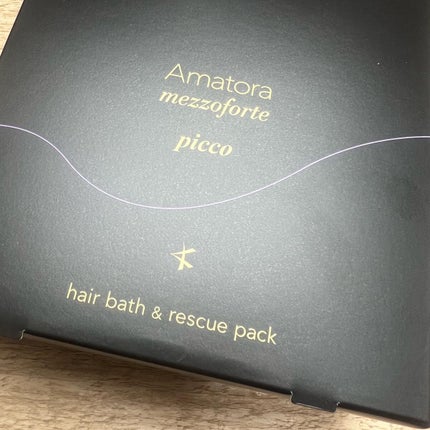 Amatora
mezzoforte
picco
hair bath & rescue pack